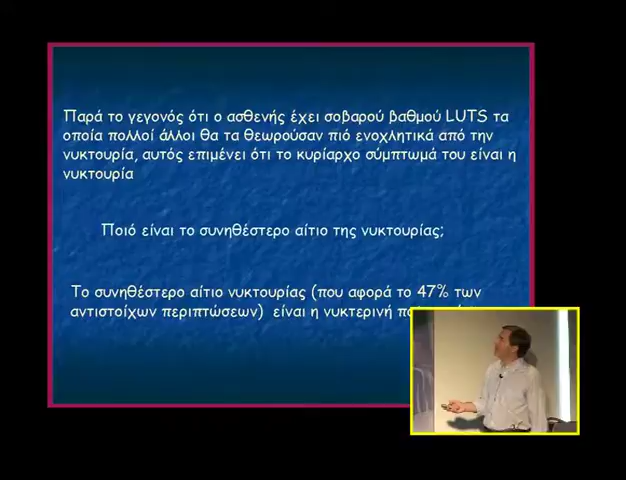 Παρά το γεγονός ότι ο ασθενής έχει σοβαρού βαθμού LUTS τα
οποία πολλοί άλλοι θα τα θεωρούσαν πιό ενοχλητικά από την
νυκτουρία, αυτός επιμένει ότι το κυρίαρχο σύμπτωμά του είναι η
νυκτουρία
Ποιό είναι το συνηθέστερο αίτιο της νυκτουρίας;
Το συνηθέστερο αίτιο νυκτουρίας (που αφορά το 47% των
αντιστοίχων περιπτώσεων) είναι η νυκτερινή